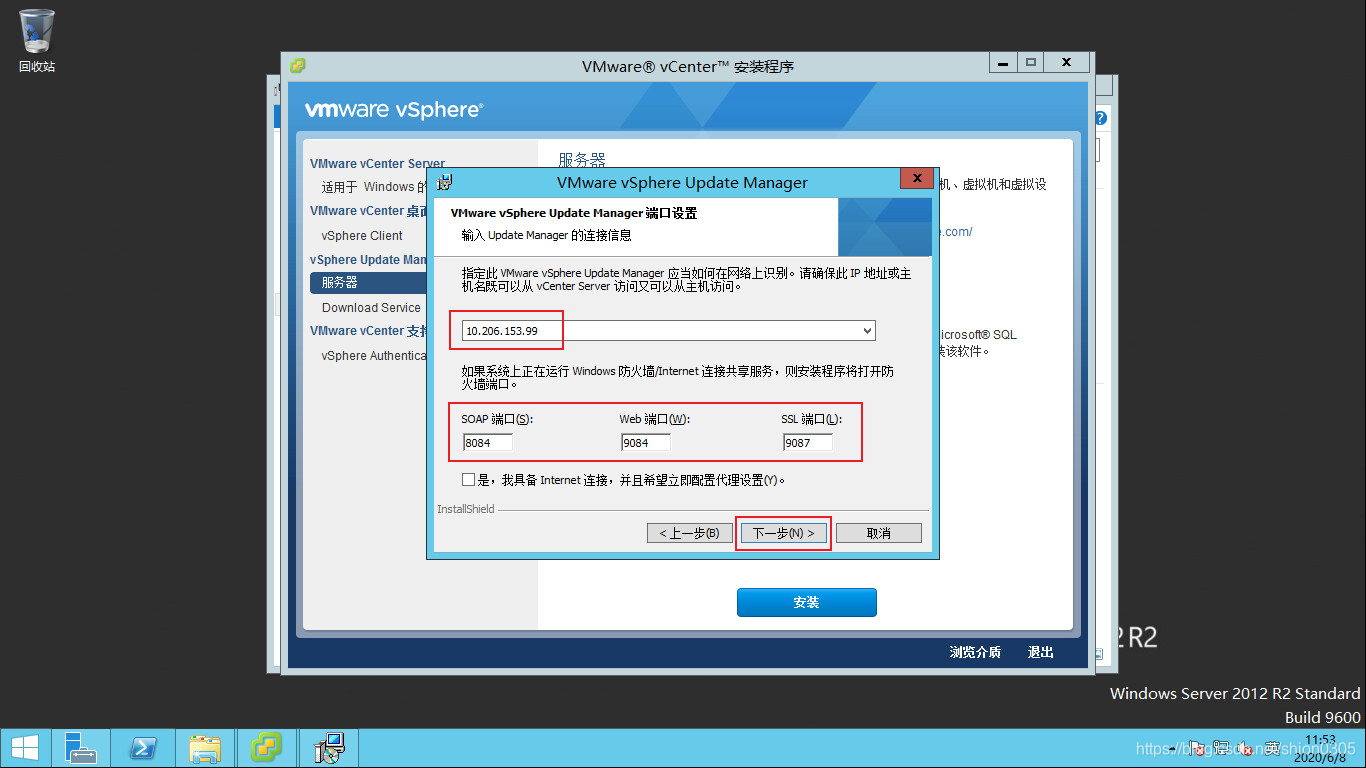 回收站
VMware® vCenter™ 安装程序
vmware vSphere®
?
VMware vCenter Server
适用于 Windows 的
VMware vCenter 桌面
vSphere Client
vSphere Update Man
服务器
Download Service
VMware vCenter 支持
vSphere Authentica
服务器
机、虚拟机和虚拟设
e.com/
icrosoft® SQL
装该软件。
VMware vSphere Update Manager
VMware vSphere Update Manager 端口设置
输入 Update Manager 的连接信息
指定此 VMware vSphere Update Manager 应当如何在网络上识别。请确保此 IP 地址或主
机名既可以从 vCenter Server 访问又可以从主机访问。
10.206.153.99
如果系统上正在运行 Windows 防火墙/Internet 连接共享服务，则安装程序将打开防
火墙端口。
SOAP 端口(S): Web 端口(W): SSL 端口(L):
8084 9084 9087
是，我具备 Internet 连接，并且希望立即配置代理设置(Y)。
InstallShield
< 上一步(B) 下一步(N) > 取消
安装
浏览介质 退出
2 R2
Windows Server 2012 R2 Standard
Build 9600
英
11:53
2020/6/8
https://blog.csdn.net/shion0305